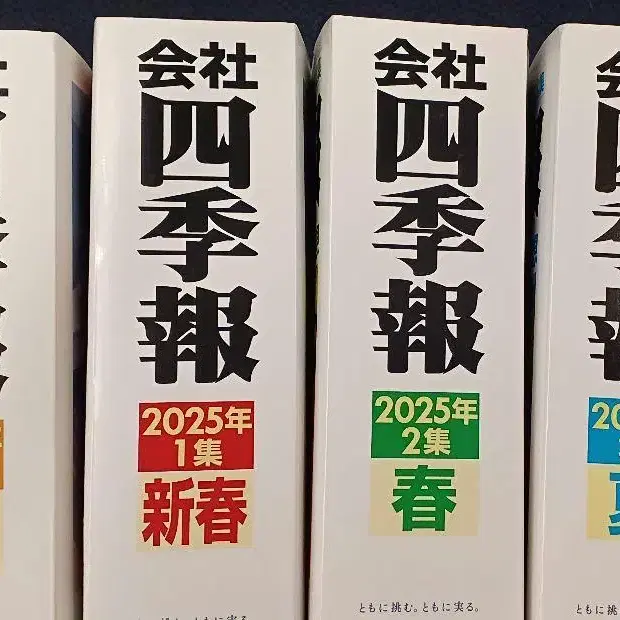 会社
四季報
2025年
1集
新春
会社
四季報
2025年
2集
春
ともに挑む。ともに実る。